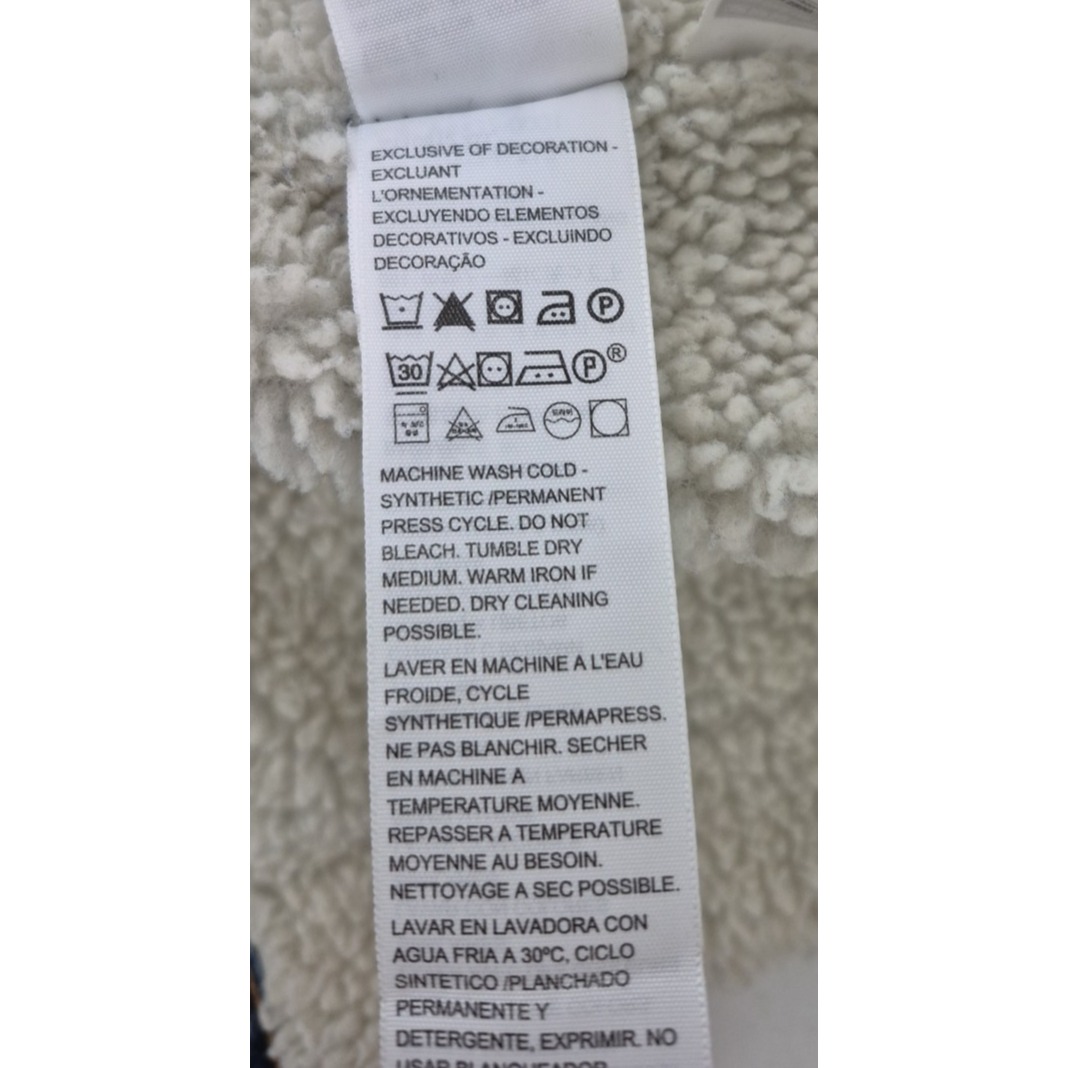 EXCLUSIVE OF DECORATION -
EXCLUANT
L'ORNEMENTATION -
EXCLUYENDO ELEMENTOS
DECORATIVOS - EXCLUINDO
DECORAÇÃO
P
30 P®
MACHINE WASH COLD -
SYNTHETIC /PERMANENT
PRESS CYCLE. DO NOT
BLEACH. TUMBLE DRY
MEDIUM. WARM IRON IF
NEEDED. DRY CLEANING
POSSIBLE.
LAVER EN MACHINE A L'EAU
FROIDE, CYCLE
SYNTHETIQUE /PERMAPRESS.
NE PAS BLANCHIR. SECHER
EN MACHINE A
TEMPERATURE MOYENNE.
REPASSER A TEMPERATURE
MOYENNE AU BESOIN.
NETTOYAGE A SEC POSSIBLE.
LAVAR EN LAVADORA CON
AGUA FRIA A 30ºC, CICLO
SINTETICO /PLANCHADO
PERMANENTE Y
DETERGENTE, EXPRIMIR. NO
USAR BLANQUEADOR